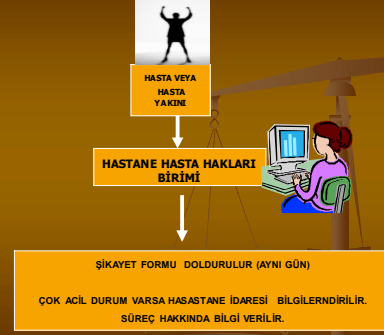 HASTA VEYA
HASTA
YAKINI
HASTANE HASTA HAKLARI
BİRİMİ
ŞİKAYET FORMU DOLDURULUR (AYNI GÜN)
ÇOK ACİL DURUM VARSA HASASTANE İDARESİ BİLGİLERNDİRİLİR.
SÜREÇ HAKKINDA BİLGİ VERİLİR.